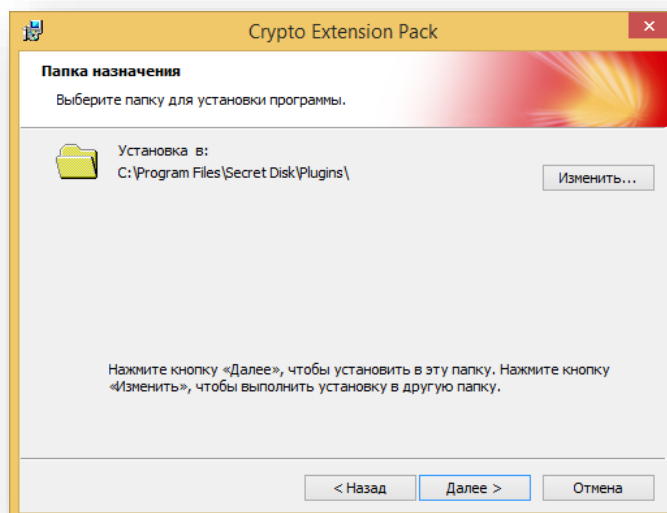 Crypto Extension Pack
Папка назначения
Выберите папку для установки программы.
Установка в:
C:\Program Files\Secret Disk\Plugins\
Изменить...
Нажмите кнопку «Далее», чтобы установить в эту папку. Нажмите кнопку
«Изменить», чтобы выполнить установку в другую папку.
< Назад
Далее >
Отмена